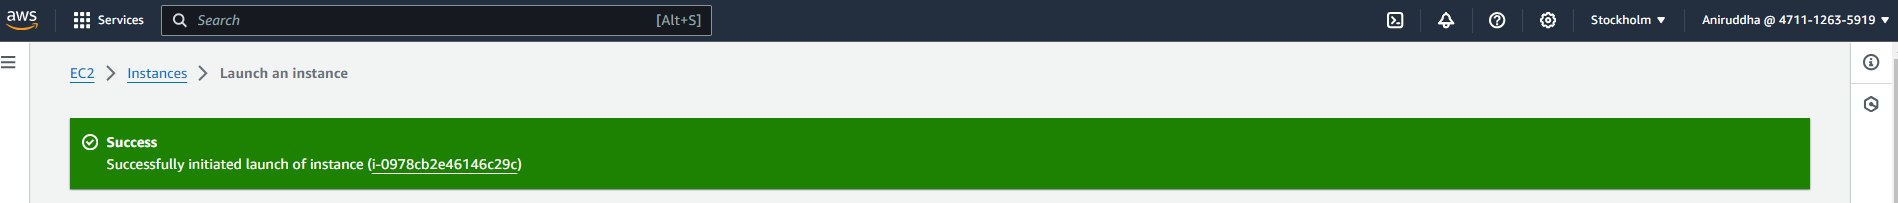 aws Services Search [Alt+S] Stockholm Aniruddha @ 4711-1263-5919
EC2 Instances Launch an instance
Success
Successfully initiated launch of instance (i-0978cb2e46146c29c)